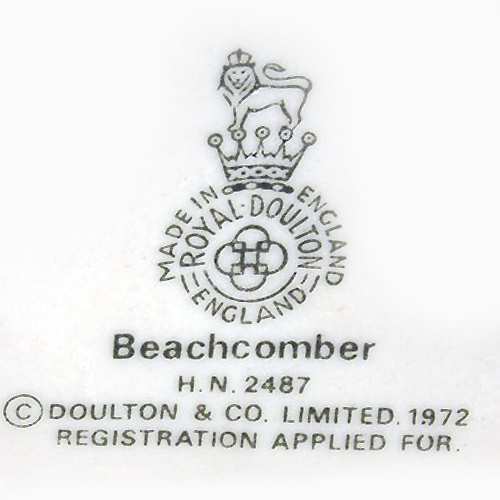 MADE IN ENGLAND
ROYAL·DOULTON
ENGLAND
Beachcomber
H.N. 2487
© DOULTON & CO. LIMITED. 1972
REGISTRATION APPLIED FOR.